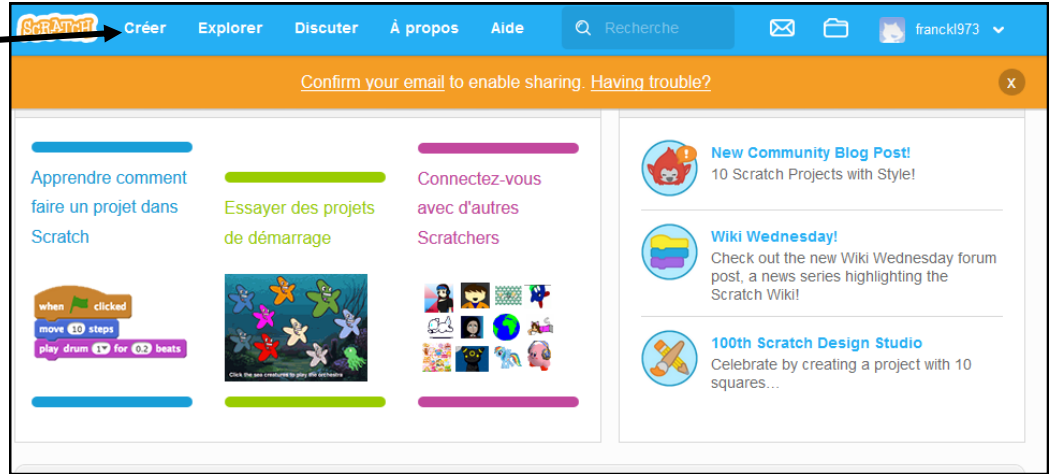 SCRATCH Créer Explorer Discuter À propos Aide Recherche franckl973
Confirm your email to enable sharing. Having trouble?
x
Apprendre comment
faire un projet dans
Scratch
when clicked
move 10 steps
play drum 1 for 0.2 beats
Essayer des projets
de démarrage
Click the sea creatures to play the orchestra
Connectez-vous
avec d'autres
Scratchers
New Community Blog Post!
10 Scratch Projects with Style!
Wiki Wednesday!
Check out the new Wiki Wednesday forum
post, a news series highlighting the
Scratch Wiki!
100th Scratch Design Studio
Celebrate by creating a project with 10
squares...